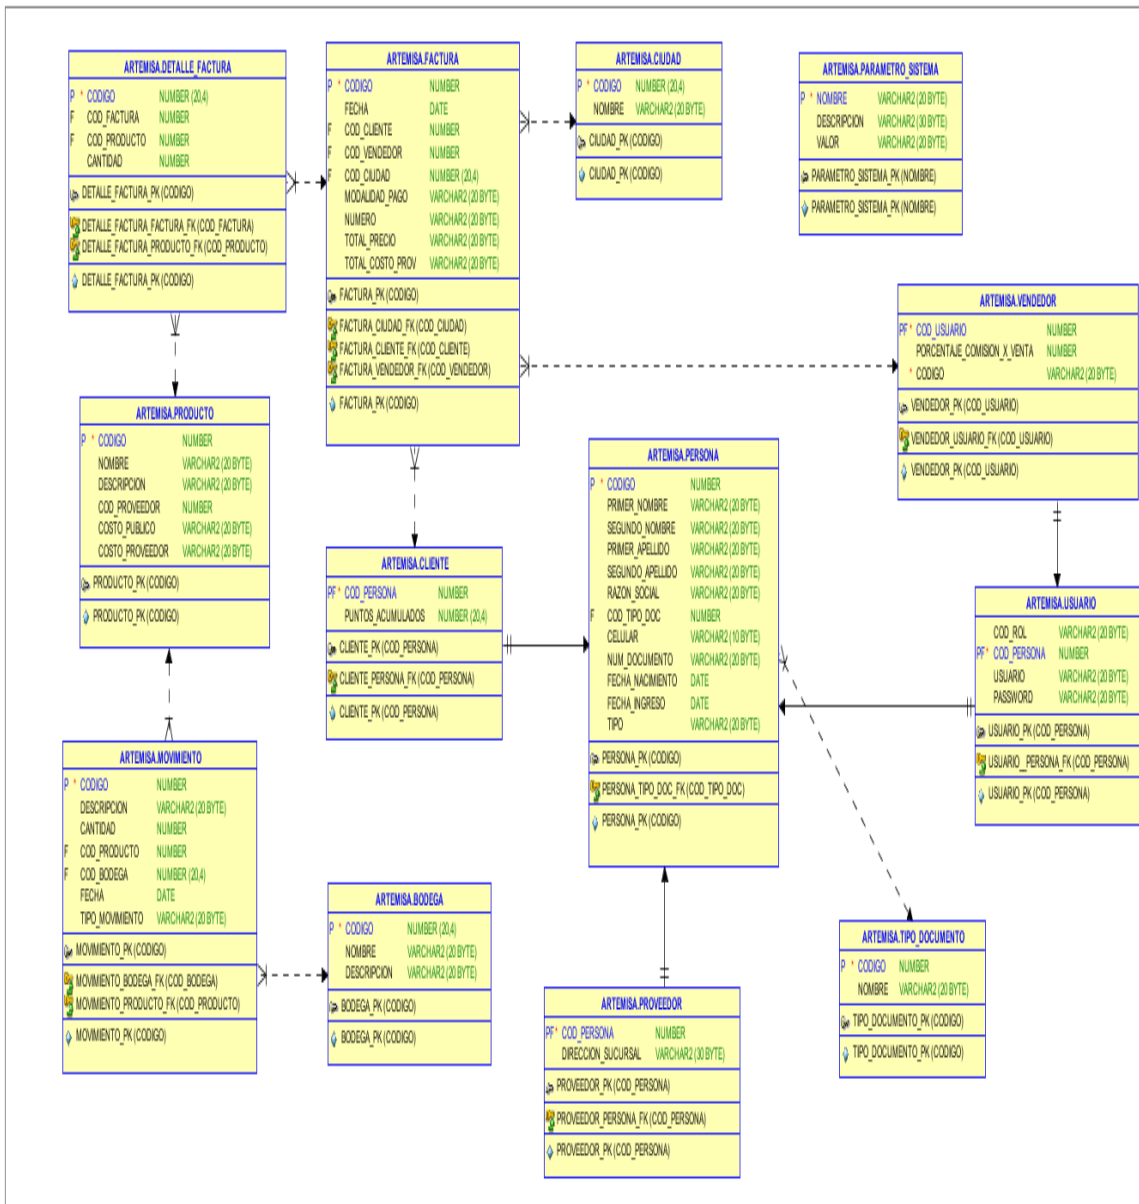 ARTEMISA.DETALLE_FACTURA
P * CODIGO NUMBER (20,4)
F COD_FACTURA NUMBER
F COD_PRODUCTO NUMBER
CANTIDAD NUMBER
DETALLE_FACTURA_PK (CODIGO)
DETALLE_FACTURA_FACTURA_FK (COD_FACTURA)
DETALLE_FACTURA_PRODUCTO_FK (COD_PRODUCTO)
DETALLE_FACTURA_PK (CODIGO)
ARTEMISA.FACTURA
P * CODIGO NUMBER
FECHA DATE
F COD_CLIENTE NUMBER
F COD_VENDEDOR NUMBER
F COD_CIUDAD NUMBER (20,4)
MODALIDAD_PAGO VARCHAR2 (20 BYTE)
NUMERO VARCHAR2 (20 BYTE)
TOTAL_PRECIO VARCHAR2 (20 BYTE)
TOTAL_COSTO_PROV VARCHAR2 (20 BYTE)
FACTURA_PK (CODIGO)
FACTURA_CIUDAD_FK (COD_CIUDAD)
FACTURA_CLIENTE_FK (COD_CLIENTE)
FACTURA_VENDEDOR_FK (COD_VENDEDOR)
FACTURA_PK (CODIGO)
ARTEMISA.CIUDAD
P * CODIGO NUMBER (20,4)
NOMBRE VARCHAR2 (20 BYTE)
CIUDAD_PK (CODIGO)
CIUDAD_PK (CODIGO)
ARTEMISA.PARAMETRO_SISTEMA
P * NOMBRE VARCHAR2 (20 BYTE)
DESCRIPCION VARCHAR2 (30 BYTE)
VALOR VARCHAR2 (20 BYTE)
PARAMETRO_SISTEMA_PK (NOMBRE)
PARAMETRO_SISTEMA_PK (NOMBRE)
ARTEMISA.VENDEDOR
PF * COD_USUARIO NUMBER
PORCENTAJE_COMISION_X_VENTA NUMBER
* CODIGO VARCHAR2 (20 BYTE)
VENDEDOR_PK (COD_USUARIO)
VENDEDOR_USUARIO_FK (COD_USUARIO)
VENDEDOR_PK (COD_USUARIO)
ARTEMISA.PRODUCTO
P * CODIGO NUMBER
NOMBRE VARCHAR2 (20 BYTE)
DESCRIPCION VARCHAR2 (20 BYTE)
COD_PROVEEDOR NUMBER
COSTO_PUBLICO VARCHAR2 (20 BYTE)
COSTO_PROVEEDOR VARCHAR2 (20 BYTE)
PRODUCTO_PK (CODIGO)
PRODUCTO_PK (CODIGO)
ARTEMISA.PERSONA
P * CODIGO NUMBER
PRIMER_NOMBRE VARCHAR2 (20 BYTE)
SEGUNDO_NOMBRE VARCHAR2 (20 BYTE)
PRIMER_APELLIDO VARCHAR2 (20 BYTE)
SEGUNDO_APELLIDO VARCHAR2 (20 BYTE)
RAZON_SOCIAL VARCHAR2 (20 BYTE)
F COD_TIPO_DOC NUMBER
CELULAR VARCHAR2 (10 BYTE)
NUM_DOCUMENTO VARCHAR2 (20 BYTE)
FECHA_NACIMIENTO DATE
FECHA_INGRESO DATE
TIPO VARCHAR2 (20 BYTE)
PERSONA_PK (CODIGO)
PERSONA_TIPO_DOC_FK (COD_TIPO_DOC)
PERSONA_PK (CODIGO)
ARTEMISA.CLIENTE
PF * COD_PERSONA NUMBER
PUNTOS_ACUMULADOS NUMBER (20,4)
CLIENTE_PK (COD_PERSONA)
CLIENTE_PERSONA_FK (COD_PERSONA)
CLIENTE_PK (COD_PERSONA)
ARTEMISA.USUARIO
COD_ROL VARCHAR2 (20 BYTE)
PF * COD_PERSONA NUMBER
USUARIO VARCHAR2 (20 BYTE)
PASSWORD VARCHAR2 (20 BYTE)
USUARIO_PK (COD_PERSONA)
USUARIO__PERSONA_FK (COD_PERSONA)
USUARIO_PK (COD_PERSONA)
ARTEMISA.MOVIMIENTO
P * CODIGO NUMBER
DESCRIPCION VARCHAR2 (20 BYTE)
CANTIDAD NUMBER
F COD_PRODUCTO NUMBER
F COD_BODEGA NUMBER (20,4)
FECHA DATE
TIPO_MOVIMIENTO VARCHAR2 (20 BYTE)
MOVIMIENTO_PK (CODIGO)
MOVIMIENTO_BODEGA_FK (COD_BODEGA)
MOVIMIENTO_PRODUCTO_FK (COD_PRODUCTO)
MOVIMIENTO_PK (CODIGO)
ARTEMISA.BODEGA
P * CODIGO NUMBER (20,4)
NOMBRE VARCHAR2 (20 BYTE)
DESCRIPCION VARCHAR2 (20 BYTE)
BODEGA_PK (CODIGO)
BODEGA_PK (CODIGO)
ARTEMISA.TIPO_DOCUMENTO
P * CODIGO NUMBER
NOMBRE VARCHAR2 (20 BYTE)
TIPO_DOCUMENTO_PK (CODIGO)
TIPO_DOCUMENTO_PK (CODIGO)
ARTEMISA.PROVEEDOR
PF * COD_PERSONA NUMBER
DIRECCION_SUCURSAL VARCHAR2 (30 BYTE)
PROVEEDOR_PK (COD_PERSONA)
PROVEEDOR_PERSONA_FK (COD_PERSONA)
PROVEEDOR_PK (COD_PERSONA)